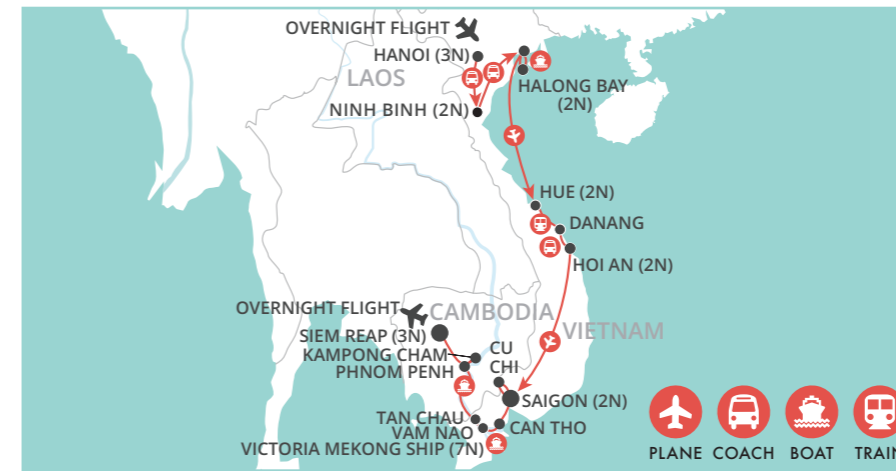 OVERNIGHT FLIGHT
HANOI (3N)
LAOS
HALONG BAY
(2N)
NINH BINH (2N)
HUE (2N)
DANANG
HOI AN (2N)
OVERNIGHT FLIGHT
CAMBODIA
VIETNAM
SIEM REAP (3N)
KAMPONG CHAM
PHNOM PENH
CU
CHI
SAIGON (2N)
TAN CHAU
VAM NAO
CAN THO
VICTORIA MEKONG SHIP (7N)
PLANE COACH BOAT TRAIN